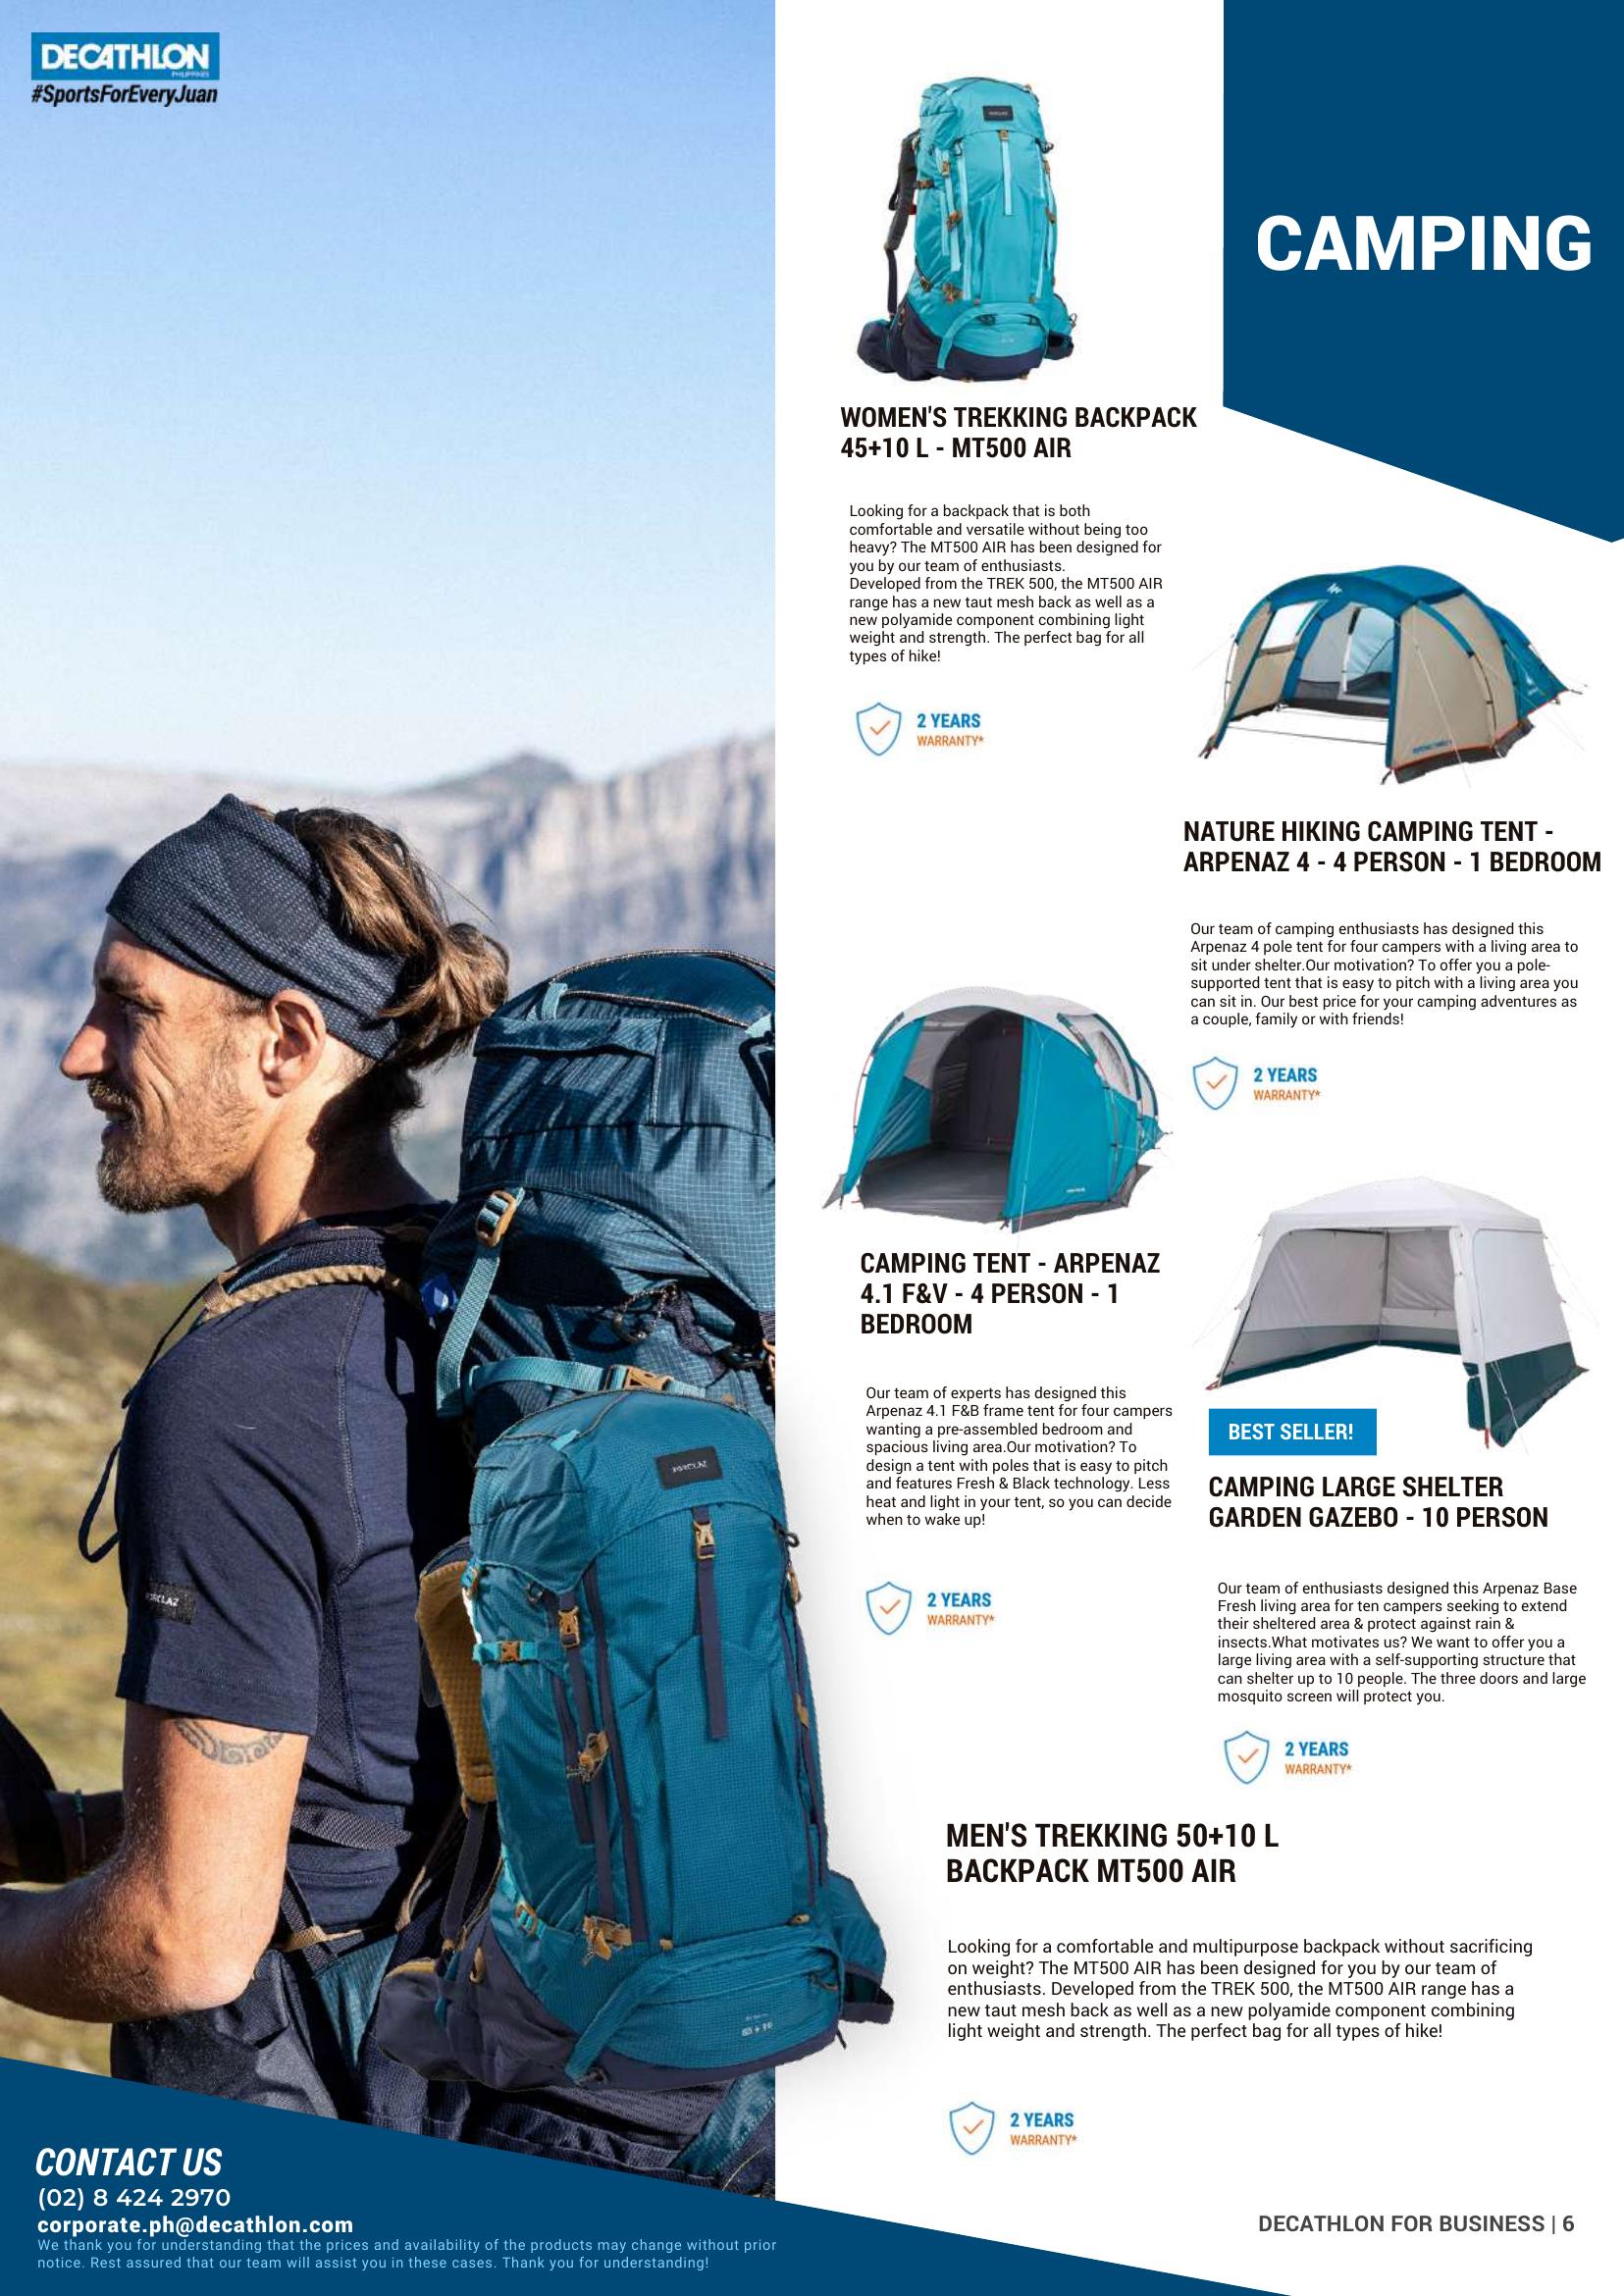 DECATHLON
PHILIPPINES
#SportsForEveryJuan
CAMPING
FORCLAZ
WOMEN'S TREKKING BACKPACK
45+10 L - MT500 AIR
Looking for a backpack that is both
comfortable and versatile without being too
heavy? The MT500 AIR has been designed for
you by our team of enthusiasts.
Developed from the TREK 500, the MT500 AIR
range has a new taut mesh back as well as a
new polyamide component combining light
weight and strength. The perfect bag for all
types of hike!
2 YEARS
WARRANTY*
NATURE HIKING CAMPING TENT -
ARPENAZ 4 - 4 PERSON - 1 BEDROOM
Our team of camping enthusiasts has designed this
Arpenaz 4 pole tent for four campers with a living area to
sit under shelter.Our motivation? To offer you a pole-
supported tent that is easy to pitch with a living area you
can sit in. Our best price for your camping adventures as
a couple, family or with friends!
2 YEARS
WARRANTY*
CAMPING TENT - ARPENAZ
4.1 F&V - 4 PERSON - 1
BEDROOM
Our team of experts has designed this
Arpenaz 4.1 F&B frame tent for four campers
wanting a pre-assembled bedroom and
spacious living area.Our motivation? To
design a tent with poles that is easy to pitch
and features Fresh & Black technology. Less
heat and light in your tent, so you can decide
when to wake up!
2 YEARS
WARRANTY*
BEST SELLER!
CAMPING LARGE SHELTER
GARDEN GAZEBO - 10 PERSON
Our team of enthusiasts designed this Arpenaz Base
Fresh living area for ten campers seeking to extend
their sheltered area & protect against rain &
insects.What motivates us? We want to offer you a
large living area with a self-supporting structure that
can shelter up to 10 people. The three doors and large
mosquito screen will protect you.
2 YEARS
WARRANTY*
FORCLAZ
MEN'S TREKKING 50+10 L
BACKPACK MT500 AIR
Looking for a comfortable and multipurpose backpack without sacrificing
on weight? The MT500 AIR has been designed for you by our team of
enthusiasts. Developed from the TREK 500, the MT500 AIR range has a
new taut mesh back as well as a new polyamide component combining
light weight and strength. The perfect bag for all types of hike!
2 YEARS
WARRANTY*
CONTACT US
(02) 8 424 2970
corporate.ph@decathlon.com
We thank you for understanding that the prices and availability of the products may change without prior
notice. Rest assured that our team will assist you in these cases. Thank you for understanding!
DECATHLON FOR BUSINESS | 6